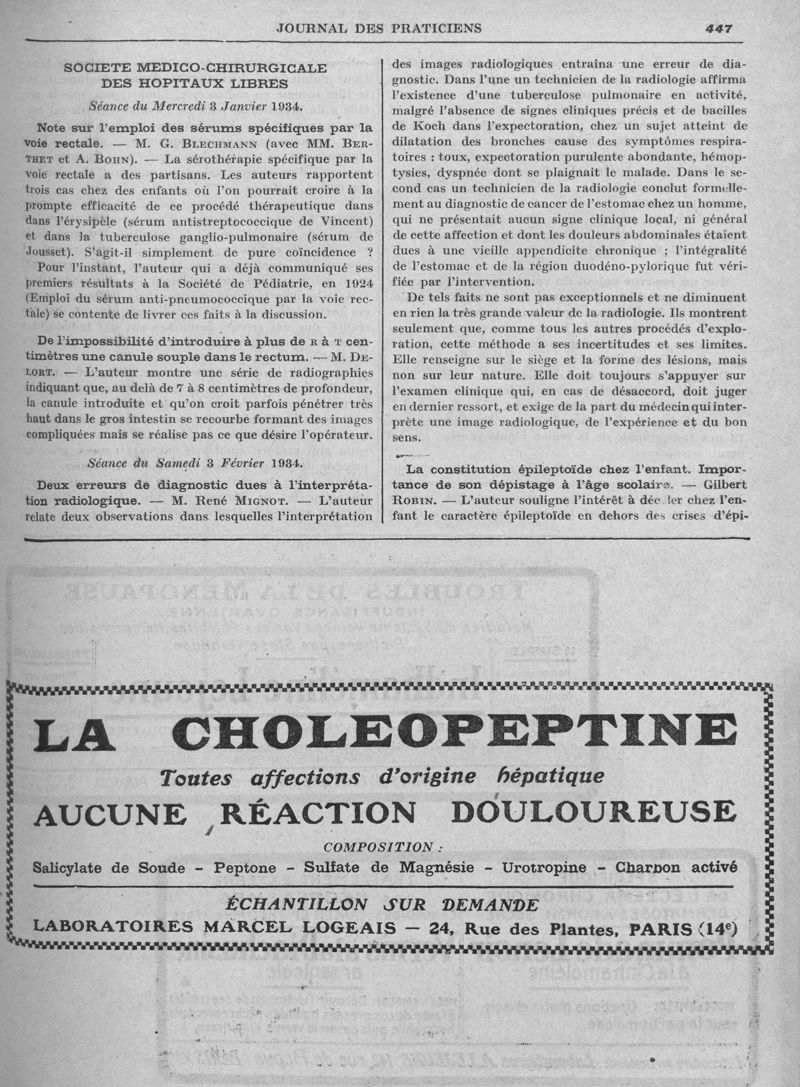 JOURNAL DES PRATICIENS 447
SOCIETE MEDICO-CHIRURGICALE
DES HOPITAUX LIBRES
Séance du Mercredi 3 Janvier 1934.
Note sur l'emploi des sérums spécifiques par la
voie rectale. — M. G. BLECHMANN (avec MM. BER-
THET et A. BOHN). — La sérothérapie spécifique par la
voie rectale a des partisans. Les auteurs rapportent
trois cas chez des enfants où l'on pourrait croire à la
prompte efficacité de ce procédé thérapeutique dans
dans l'érysipèle (sérum antistreptococcique de Vincent)
et dans la tuberculose ganglio-pulmonaire (sérum de
Jousset). S'agit-il simplement de pure coïncidence ?
Pour l'instant, l'auteur qui a déjà communiqué ses
premiers résultats à la Société de Pédiatrie, en 1924
(Emploi du sérum anti-pneumococcique par la voie rec-
tale) se contente de livrer ces faits à la discussion.
De l'impossibilité d'introduire à plus de R à T cen-
timètres une canule souple dans le rectum. — M. DE-
LORT. — L'auteur montre une série de radiographies
indiquant que, au delà de 7 à 8 centimètres de profondeur,
la canule introduite et qu'on croit parfois pénétrer très
haut dans le gros intestin se recourbe formant des images
compliquées mais se réalise pas ce que désire l'opérateur.
Séance du Samedi 3 Février 1934.
Deux erreurs de diagnostic dues à l'interpréta-
tion radiologique. — M. René MIGNOT. — L'auteur
relate deux observations dans lesquelles l'interprétation
des images radiologiques entraîna une erreur de dia-
gnostic. Dans l'une un technicien de la radiologie affirma
l'existence d'une tuberculose pulmonaire en activité,
malgré l'absence de signes cliniques précis et de bacilles
de Koch dans l'expectoration, chez un sujet atteint de
dilatation des bronches cause des symptômes respira-
toires : toux, expectoration purulente abondante, hémop-
tysies, dyspnée dont se plaignait le malade. Dans le se-
cond cas un technicien de la radiologie conclut formelle-
ment au diagnostic de cancer de l'estomac chez un homme,
qui ne présentait aucun signe clinique local, ni général
de cette affection et dont les douleurs abdominales étaient
dues à une vieille appendicite chronique ; l'intégralité
de l'estomac et de la région duodéno-pylorique fut véri-
fiée par l'intervention.
De tels faits ne sont pas exceptionnels et ne diminuent
en rien la très grande valeur de la radiologie. Ils montrent
seulement que, comme tous les autres procédés d'explo-
ration, cette méthode a ses incertitudes et ses limites.
Elle renseigne sur le siège et la forme des lésions, mais
non sur leur nature. Elle doit toujours s'appuyer sur
l'examen clinique qui, en cas de désaccord, doit juger
en dernier ressort, et exige de la part du médecin qui inter-
prète une image radiologique, de l'expérience et du bon
sens.
La constitution épileptoïde chez l'enfant. Impor-
tance de son dépistage à l'âge scolaire. — Gilbert
ROBIN. — L'auteur souligne l'intérêt à déc ler chez l'en-
fant le caractère épileptoïde en dehors des crises d'épi-
LA CHOLEOPEPTINE
Toutes affections d'origine hépatique
AUCUNE RÉACTION DOULOUREUSE
COMPOSITION :
Salicylate de Soude - Peptone - Sulfate de Magnésie - Urotropine - Charbon activé
ÉCHANTILLON SUR DEMANDE
LABORATOIRES MARCEL LOGEAIS — 24, Rue des Plantes, PARIS (14e)